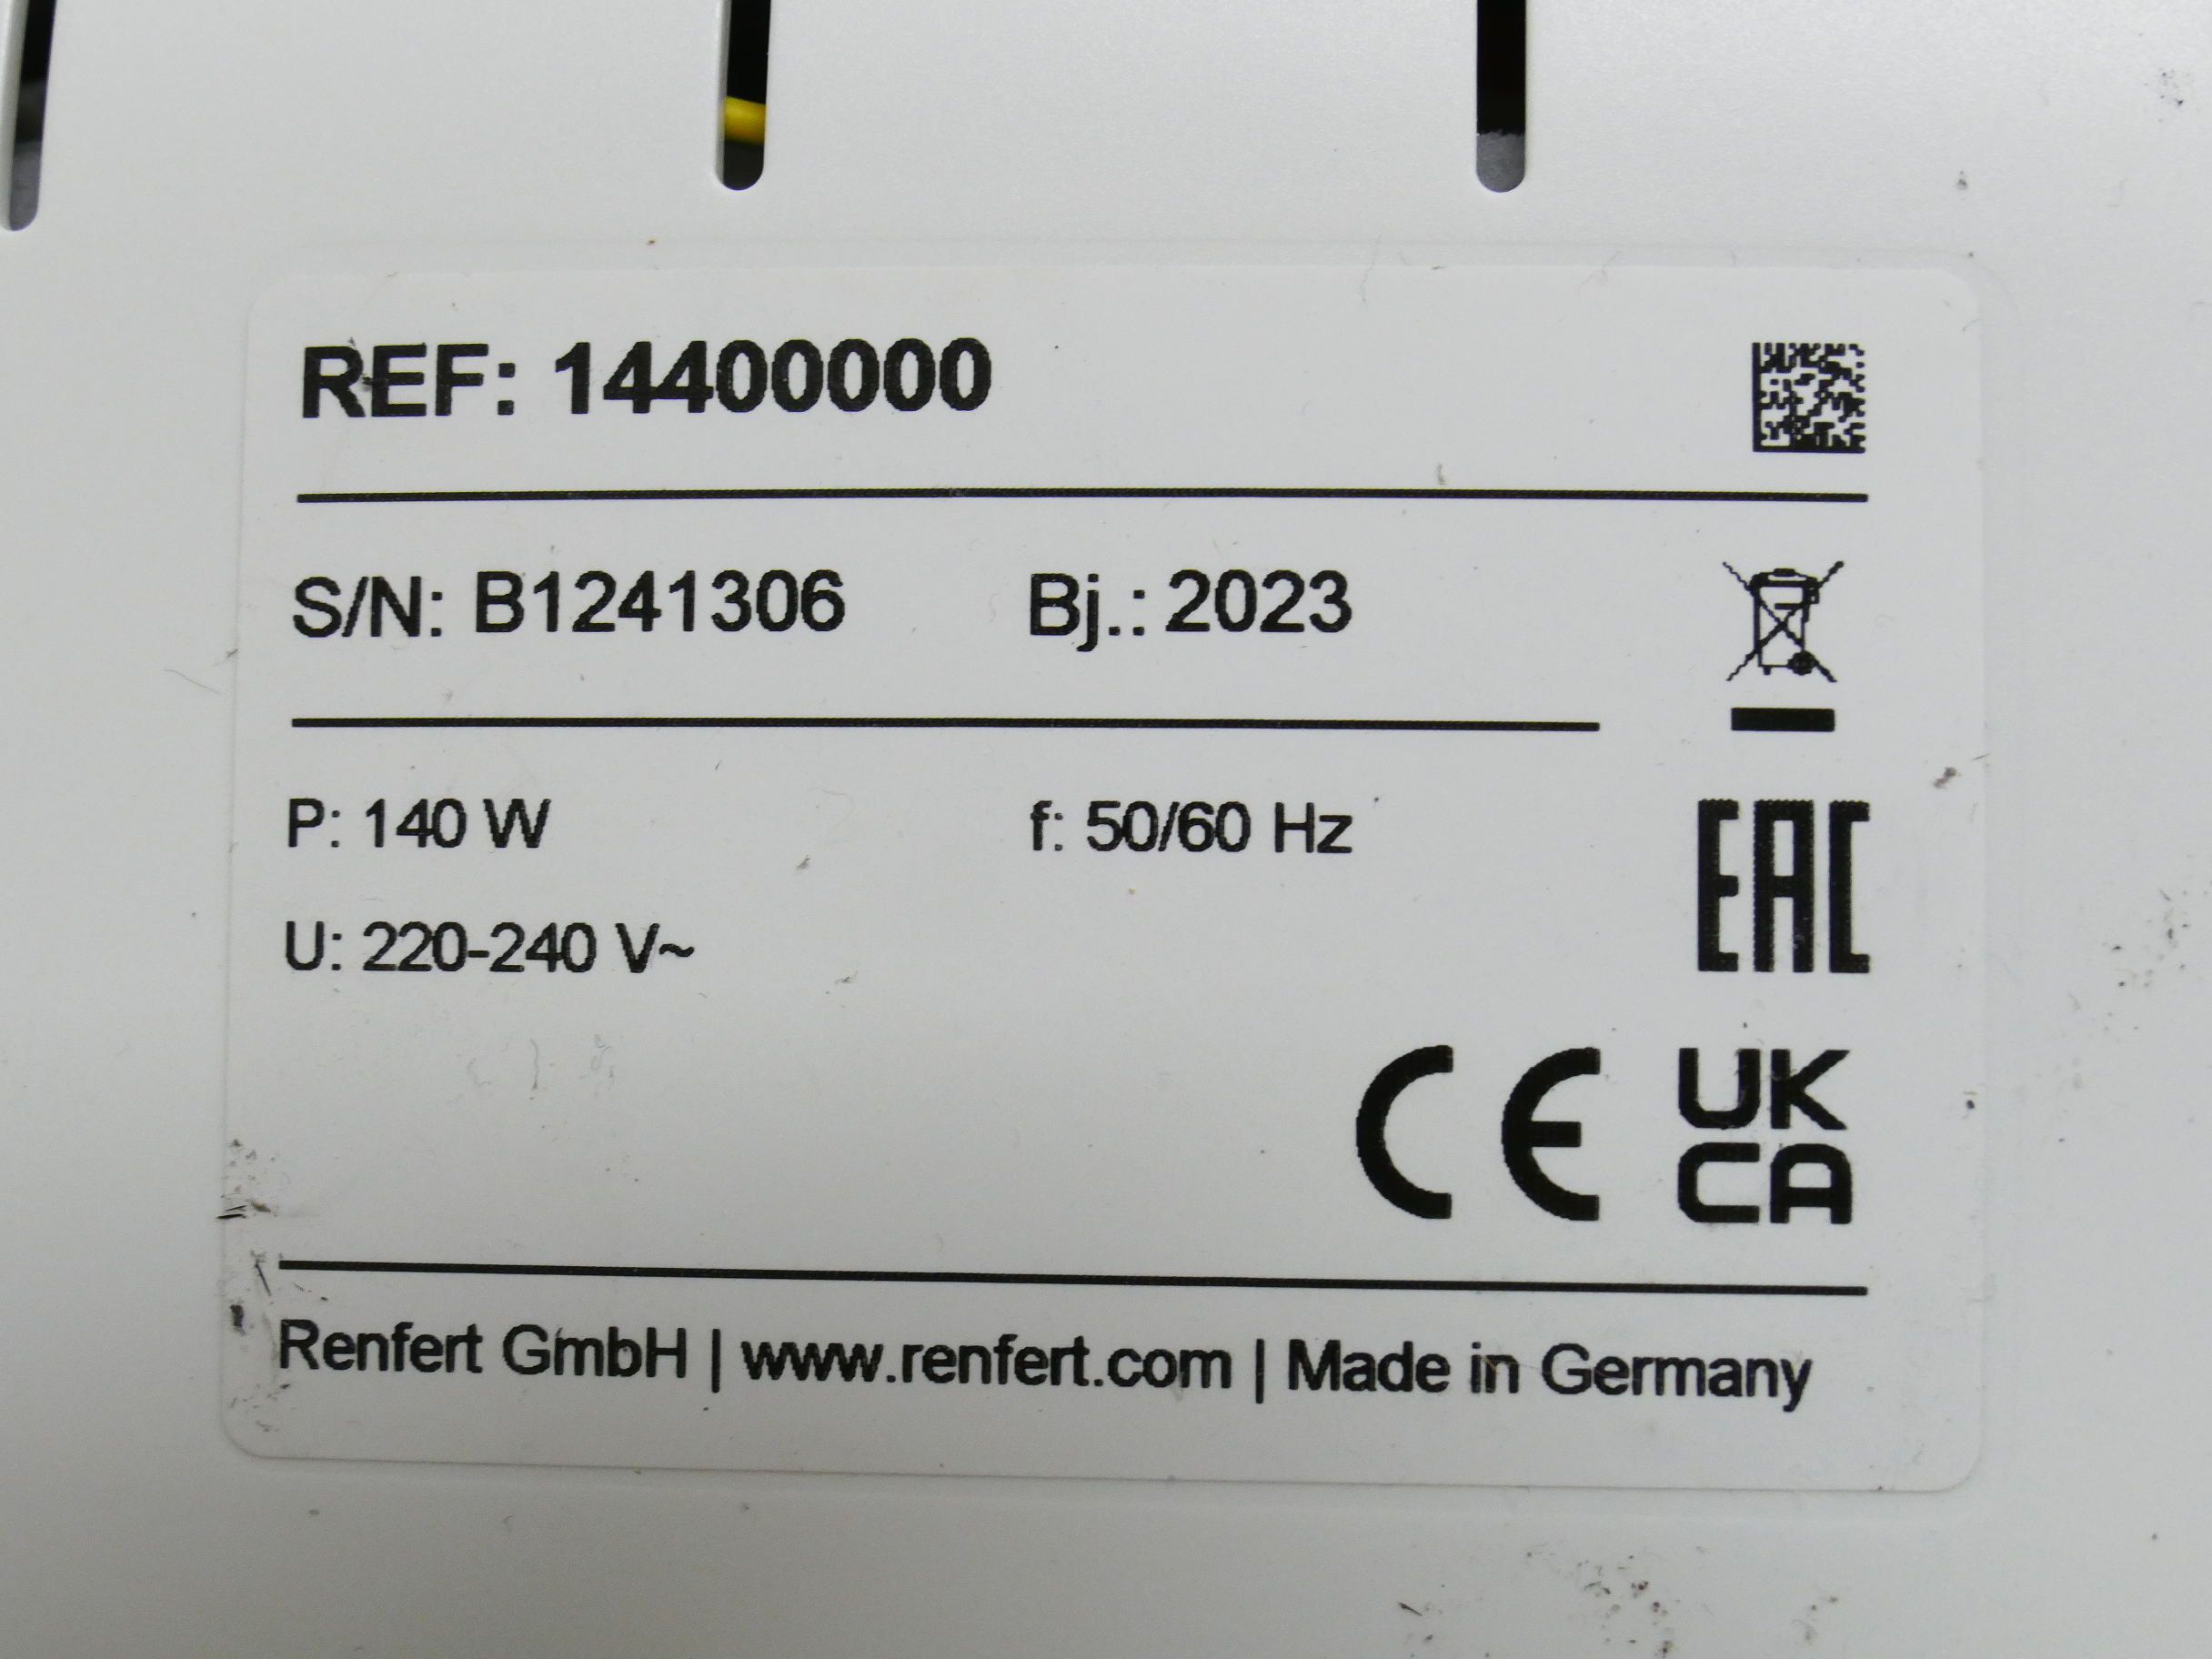 REF: 14400000
S/N: B1241306 Bj.: 2023
P: 140 W f: 50/60 Hz
U: 220-240 V~
EAC
CE UK
CA
Renfert GmbH | www.renfert.com | Made in Germany